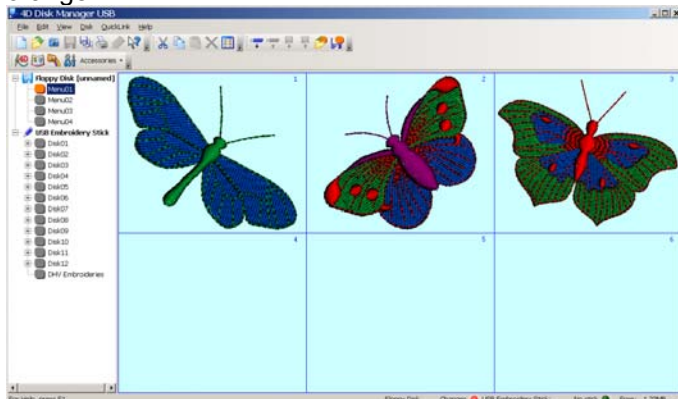 4D Disk Manager USB
File Edit View Disk QuickLink Help
Accessories
Floppy Disk [unnamed]
Menu01
Menu02
Menu03
Menu04
USB Embroidery Stick
Disk01
Disk02
Disk03
Disk04
Disk05
Disk06
Disk07
Disk08
Disk09
Disk10
Disk11
Disk12
DHV Embroideries
1
2
3
4
5
6